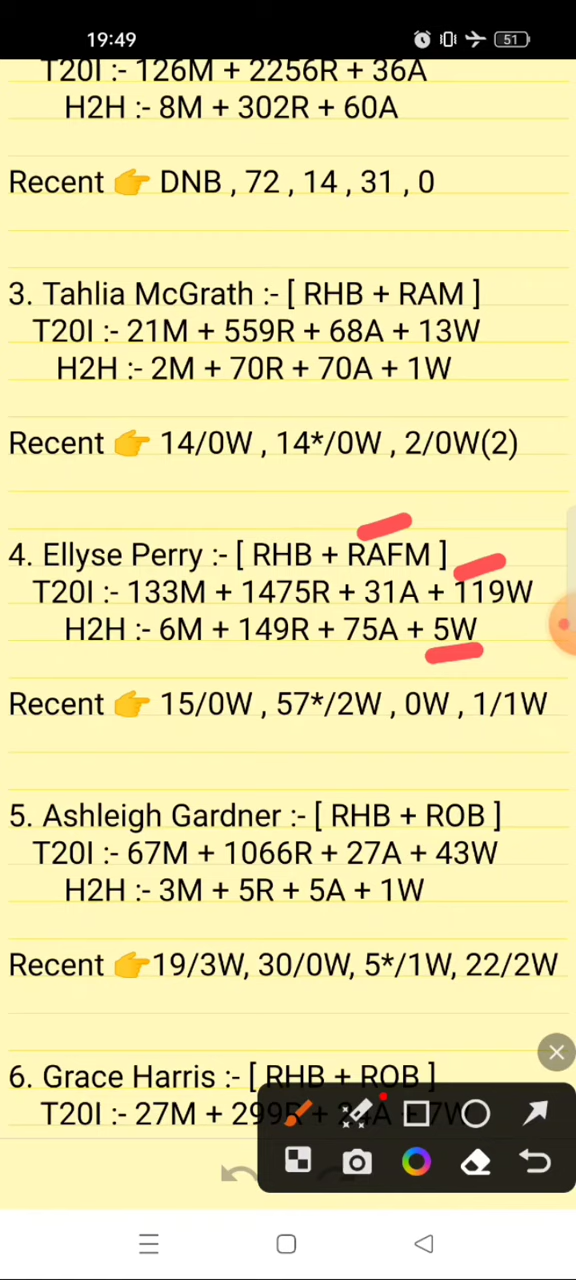 19:49
51
T20I :- 126M + 2256R + 36A
H2H :- 8M + 302R + 60A
Recent 👉 DNB , 72 , 14 , 31 , 0
3. Tahlia McGrath :- [ RHB + RAM ]
T20I :- 21M + 559R + 68A + 13W
H2H :- 2M + 70R + 70A + 1W
Recent 👉 14/0W , 14*/0W , 2/0W(2)
4. Ellyse Perry :- [ RHB + RAFM ]
T20I :- 133M + 1475R + 31A + 119W
H2H :- 6M + 149R + 75A + 5W
Recent 👉 15/0W , 57*/2W , 0W , 1/1W
5. Ashleigh Gardner :- [ RHB + ROB ]
T20I :- 67M + 1066R + 27A + 43W
H2H :- 3M + 5R + 5A + 1W
Recent 👉19/3W, 30/0W, 5*/1W, 22/2W
6. Grace Harris :- [ RHB + ROB ]
T20I :- 27M + 299R + 24A + 7W